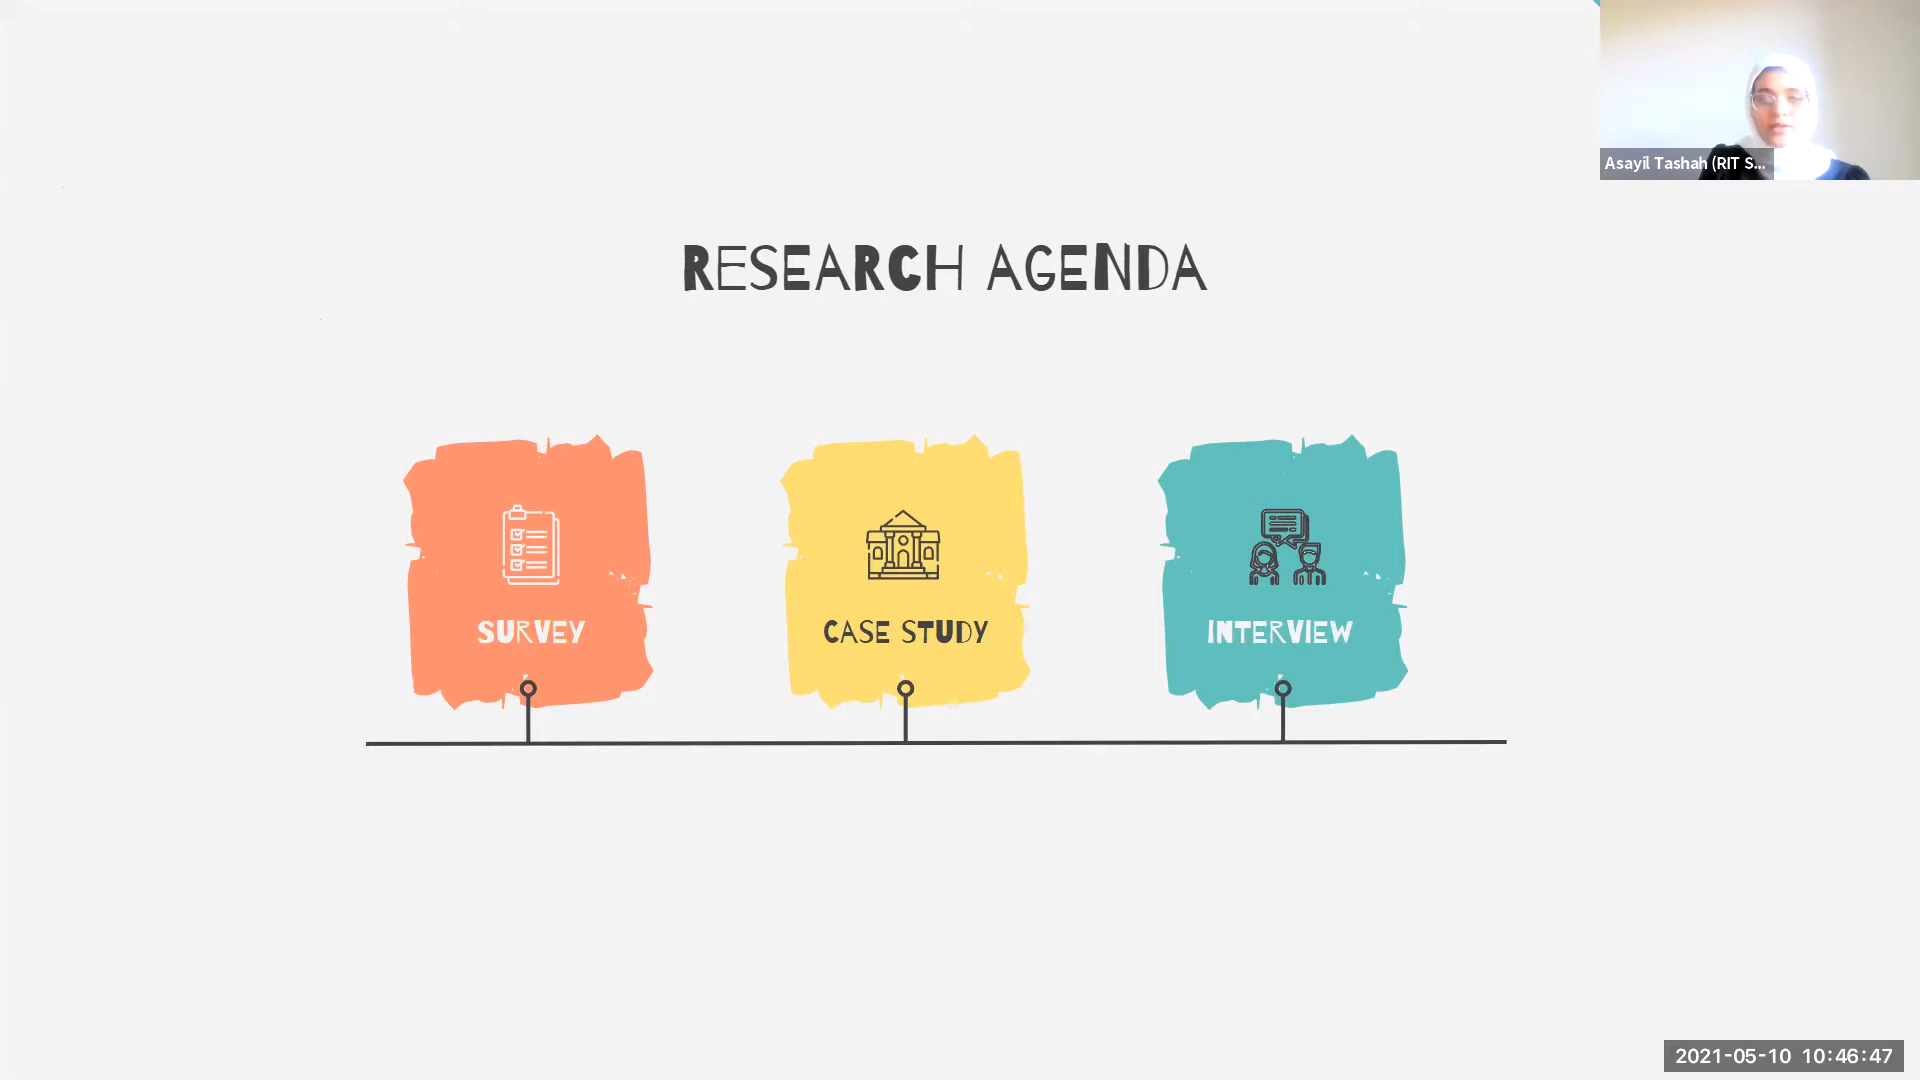 Asayil Tashah (RIT S...
RESEARCH AGENDA
SURVEY
CASE STUDY
INTERVIEW
2021-05-10 10:46:47